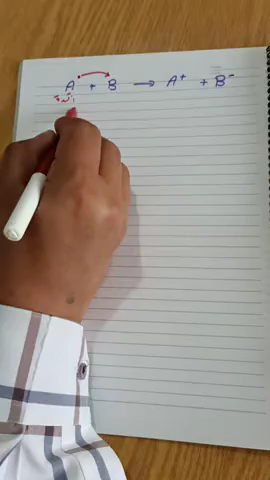 A + B → A⁺ + B⁻